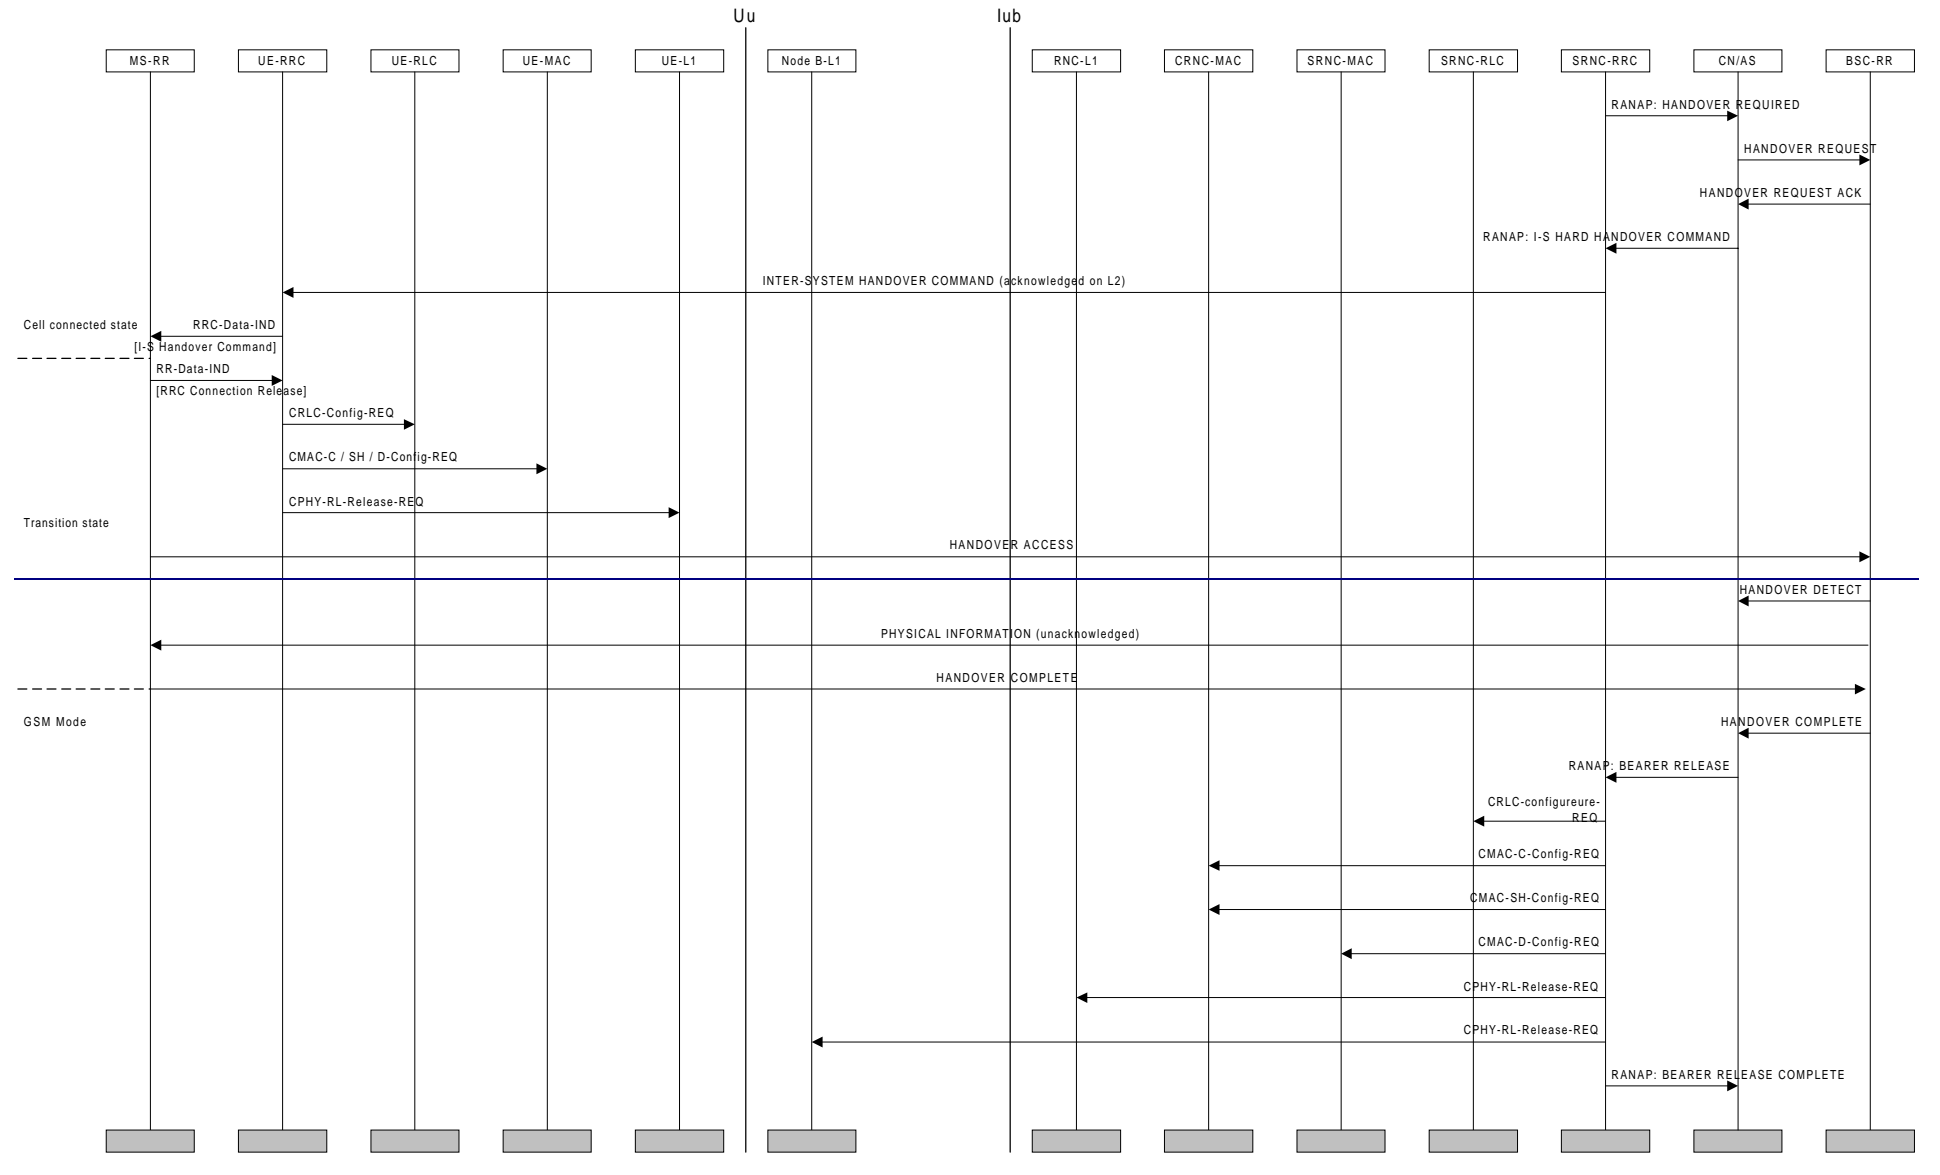 Uu
Iub
MS-RR
UE-RRC
UE-RLC
UE-MAC
UE-L1
Node B-L1
RNC-L1
CRNC-MAC
SRNC-MAC
SRNC-RLC
SRNC-RRC
CN/AS
BSC-RR
RANAP: HANDOVER REQUIRED
HANDOVER REQUEST
HANDOVER REQUEST ACK
RANAP: I-S HARD HANDOVER COMMAND
INTER-SYSTEM HANDOVER COMMAND (acknowledged on L2)
Cell connected state
RRC-Data-IND
[I-S Handover Command]
RR-Data-IND
[RRC Connection Release]
CRLC-Config-REQ
CMAC-C / SH / D-Config-REQ
CPHY-RL-Release-REQ
Transition state
HANDOVER ACCESS
HANDOVER DETECT
PHYSICAL INFORMATION (unacknowledged)
HANDOVER COMPLETE
GSM Mode
HANDOVER COMPLETE
RANAP: BEARER RELEASE
CRLC-configureure-
REQ
CMAC-C-Config-REQ
CMAC-SH-Config-REQ
CMAC-D-Config-REQ
CPHY-RL-Release-REQ
CPHY-RL-Release-REQ
RANAP: BEARER RELEASE COMPLETE